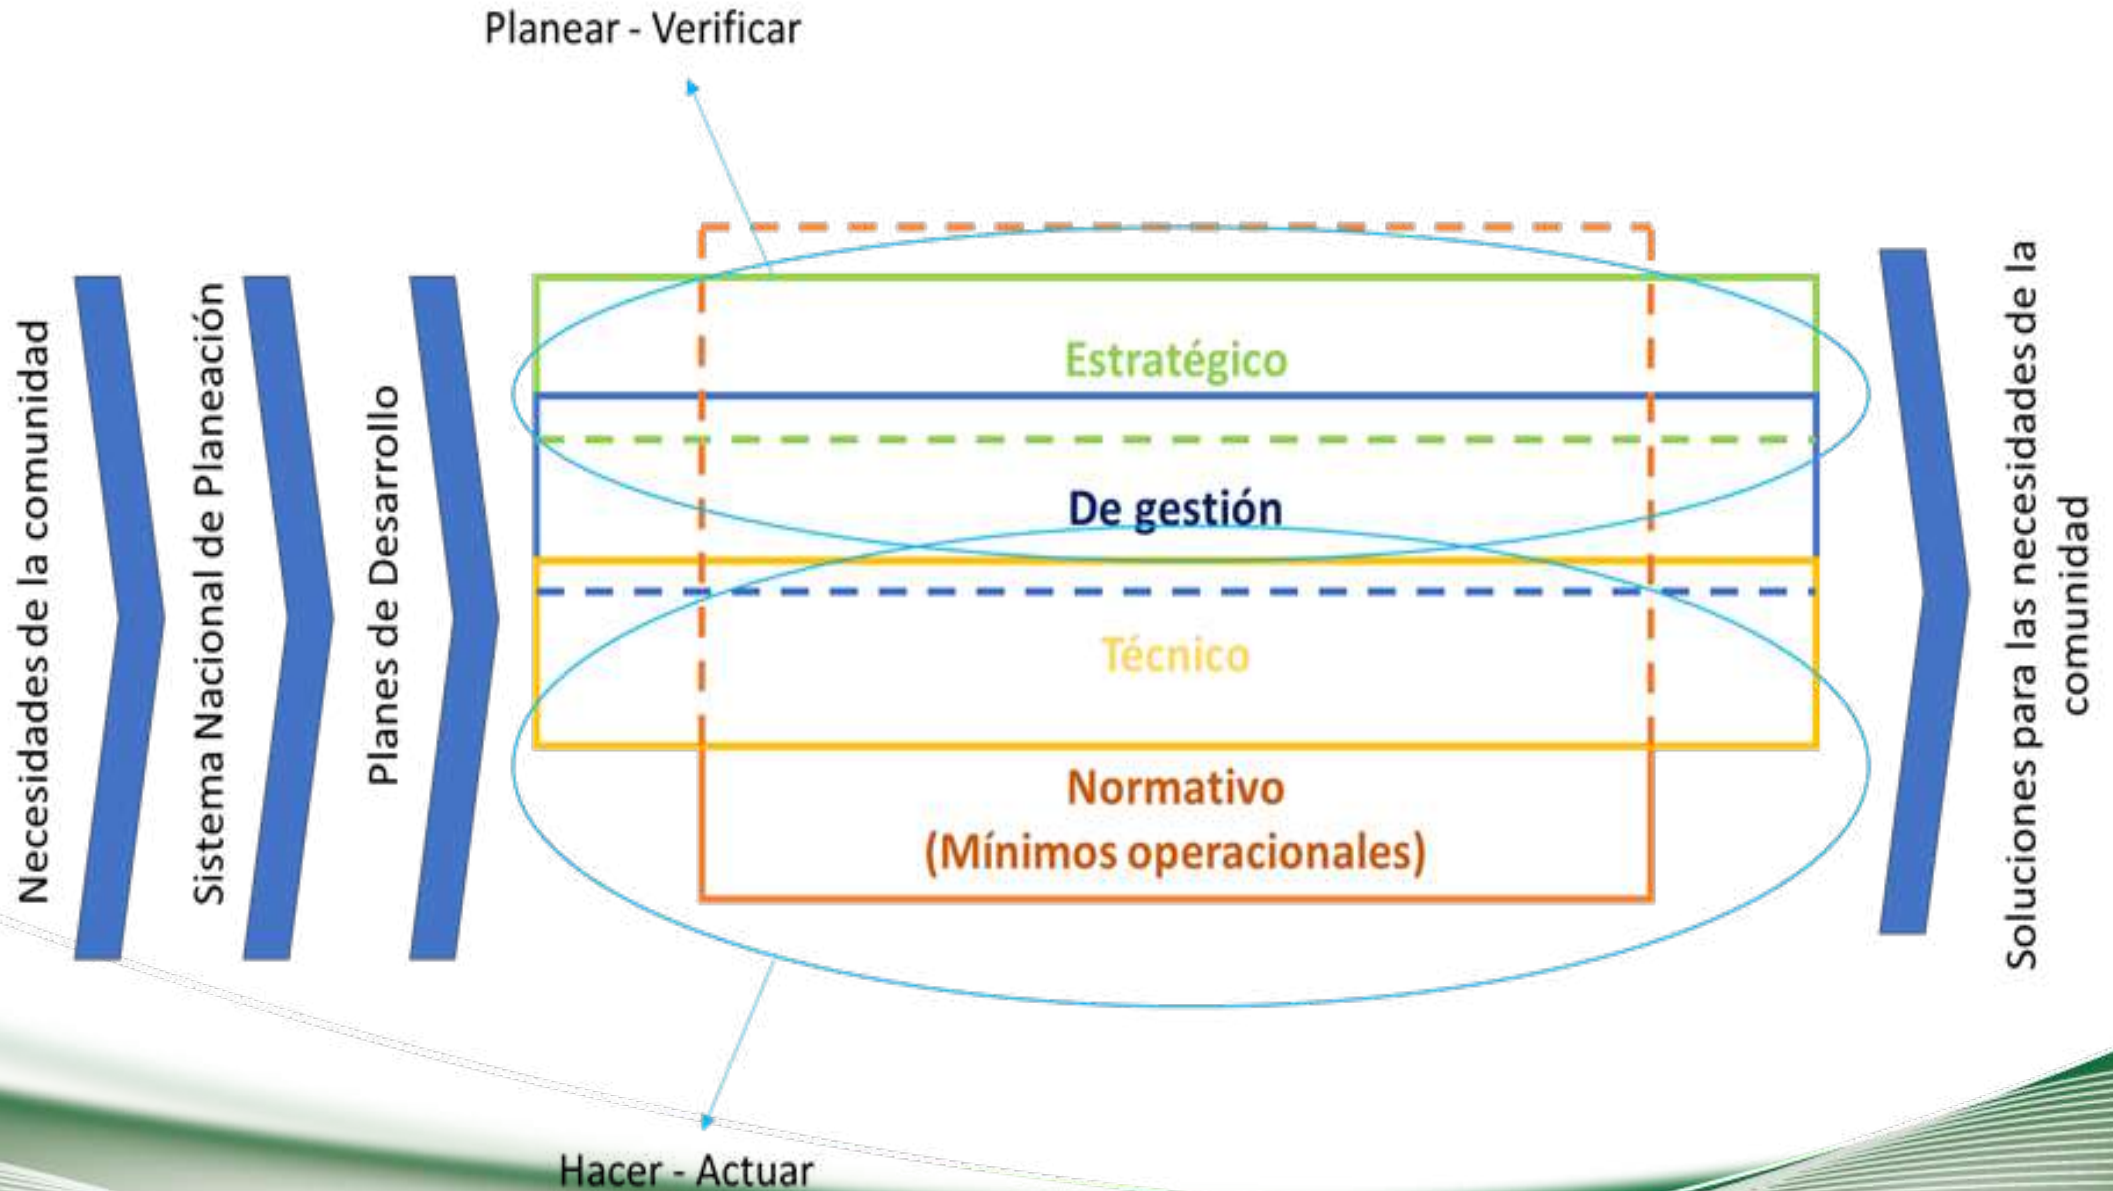 Planear - Verificar
Necesidades de la comunidad
Sistema Nacional de Planeación
Planes de Desarrollo
Estratégico
De gestión
Técnico
Normativo
(Mínimos operacionales)
Soluciones para las necesidades de la
comunidad
Hacer - Actuar